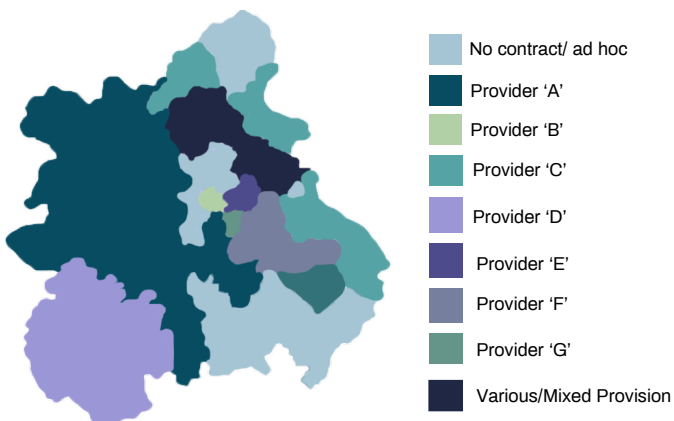 No contract/ ad hoc
Provider ‘A’
Provider ‘B’
Provider ‘C’
Provider ‘D’
Provider ‘E’
Provider ‘F’
Provider ‘G’
Various/Mixed Provision